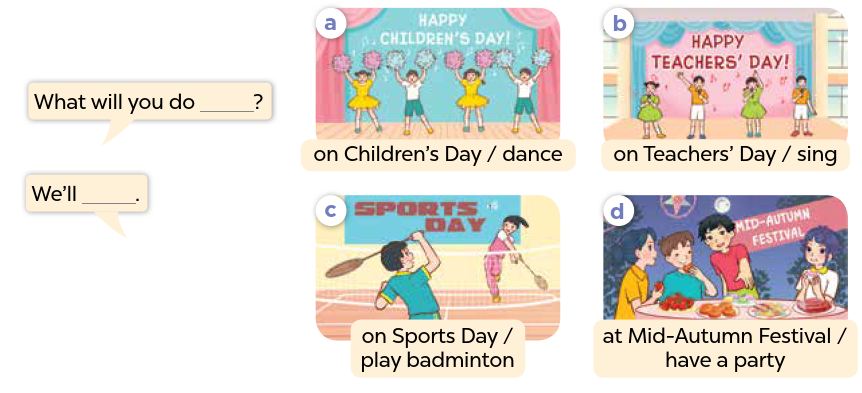 What will you do _____?
We'll _____.
a
HAPPY
CHILDREN'S DAY!
on Children's Day / dance
b
HAPPY
TEACHERS' DAY!
on Teachers' Day / sing
c
SPORTS
DAY
on Sports Day /
play badminton
d
MID-AUTUMN
FESTIVAL
at Mid-Autumn Festival /
have a party